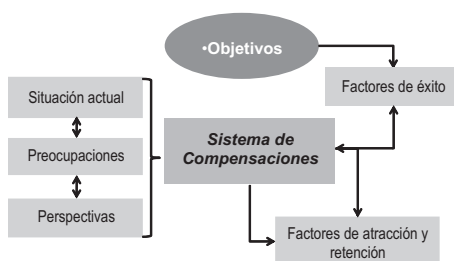 •Objetivos
Factores de éxito
Situación actual
Preocupaciones
Perspectivas
Sistema de
Compensaciones
Factores de atracción y
retención